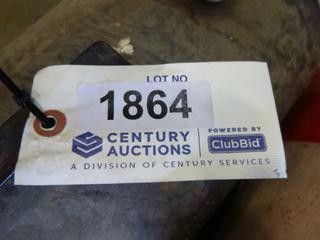 LOT NO
1864
CENTURY
AUCTIONS
POWERED BY
ClubBid
A DIVISION OF CENTURY SERVICES